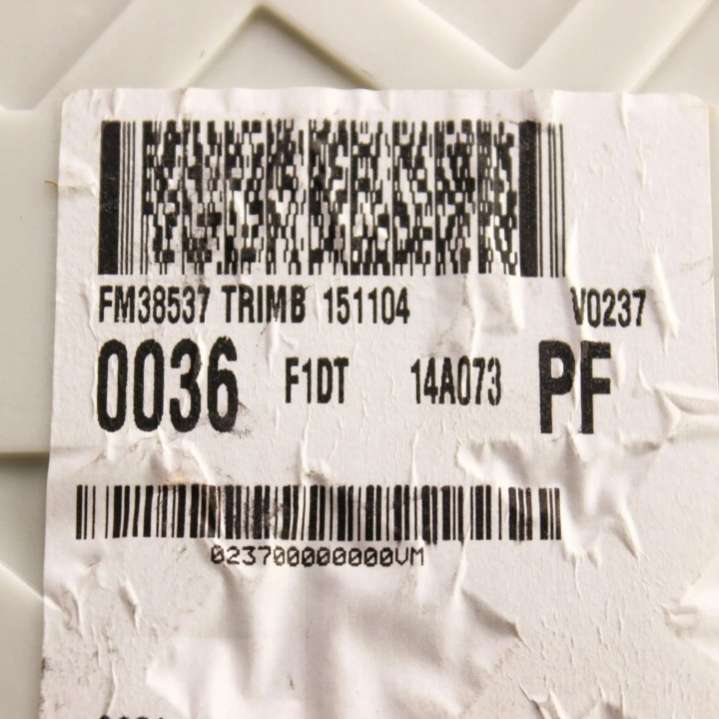 FM38537 TRIMB 151104 V0237
0036 F1DT 14A073 PF
023700000000VM